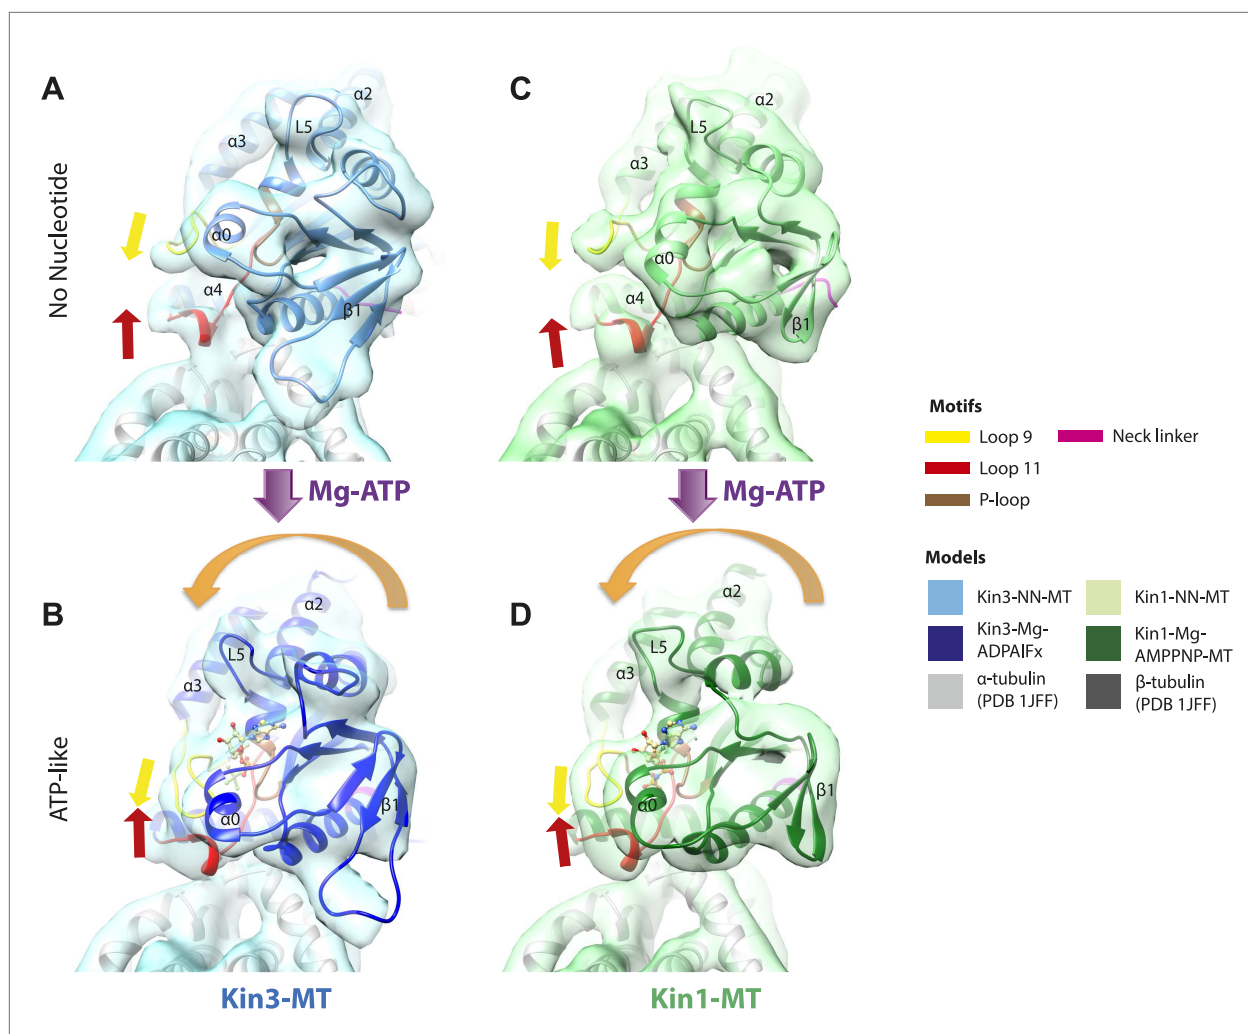 A
α2
L5
α3
α0
α4
β1
No Nucleotide
C
α2
L5
α3
α0
α4
β1
Mg-ATP
Mg-ATP
B
α2
L5
α3
α0
β1
ATP-like
D
α2
L5
α3
α0
β1
Kin3-MT
Kin1-MT
Motifs
Loop 9
Neck linker
Loop 11
P-loop
Models
Kin3-NN-MT
Kin1-NN-MT
Kin3-Mg-
ADPAlFx
Kin1-Mg-
AMPPNP-MT
α-tubulin
(PDB 1JFF)
β-tubulin
(PDB 1JFF)